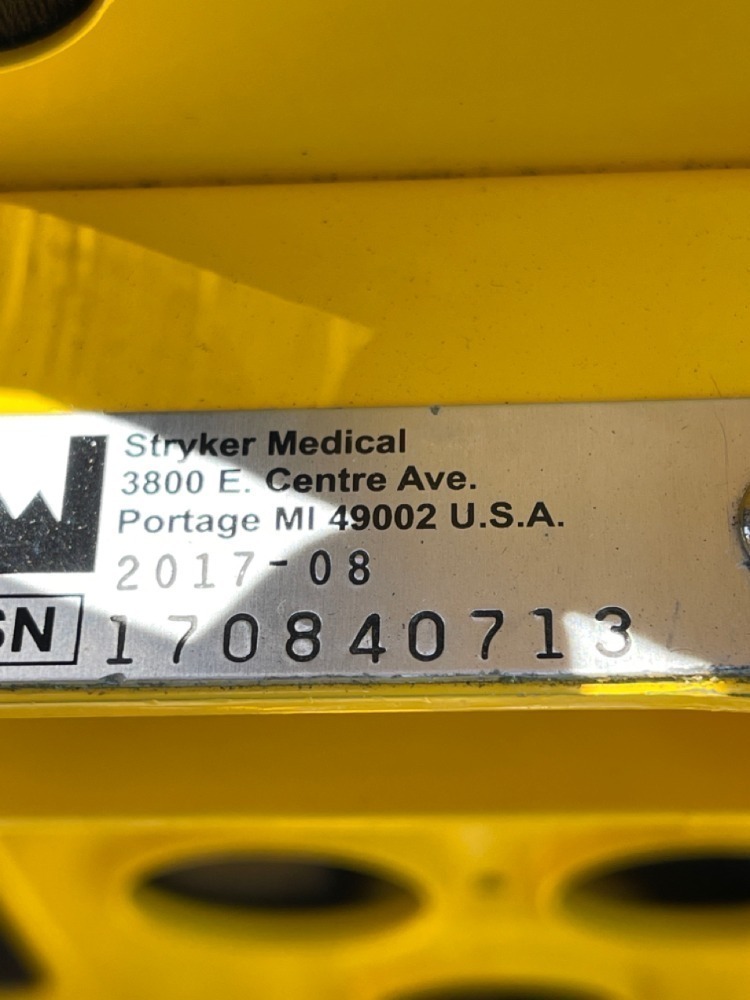 Stryker Medical
3800 E. Centre Ave.
Portage MI 49002 U.S.A.
2017-08
SN 170840713